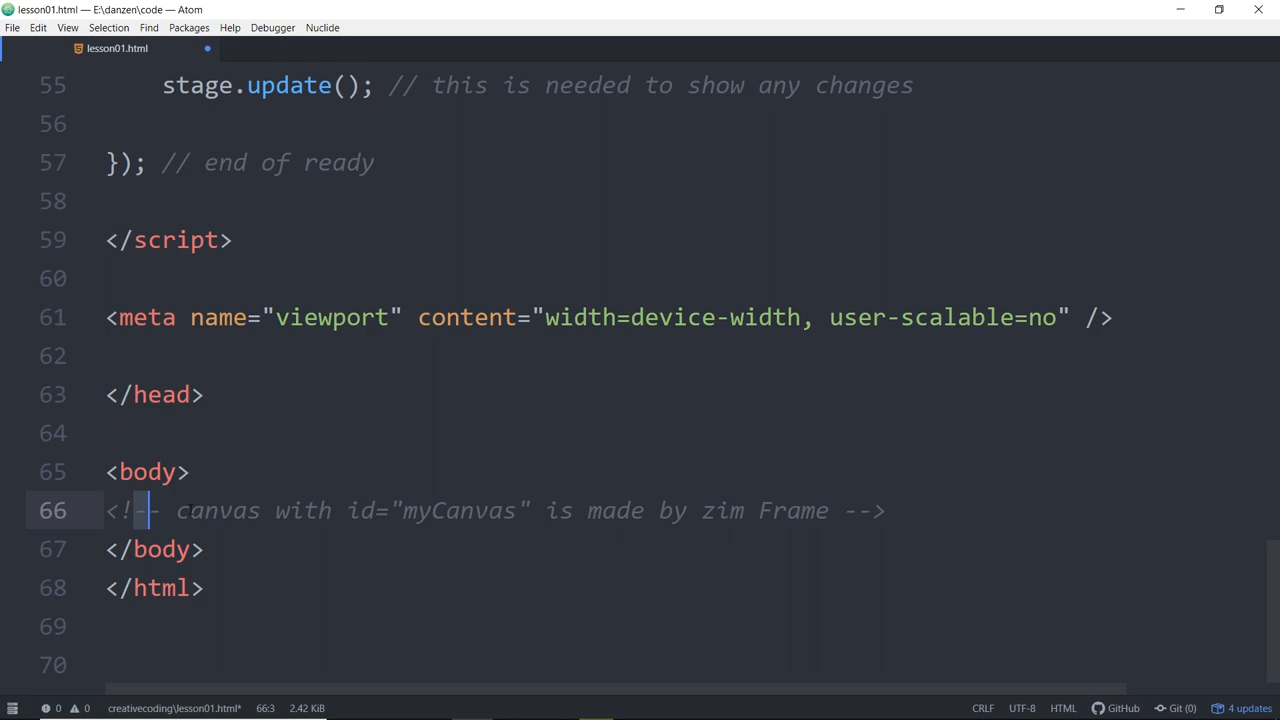 lesson01.html — E:\danzen\code — Atom
File Edit View Selection Find Packages Help Debugger Nuclide
lesson01.html
55 stage.update(); // this is needed to show any changes
56
57 }); // end of ready
58
59 </script>
60
61 <meta name="viewport" content="width=device-width, user-scalable=no" />
62
63 </head>
64
65 <body>
66 <!-- canvas with id="myCanvas" is made by zim Frame -->
67 </body>
68 </html>
69
70
0 0 creativecoding\lesson01.html* 66:3 2.42 KiB CRLF UTF-8 HTML GitHub Git (0) 4 updates